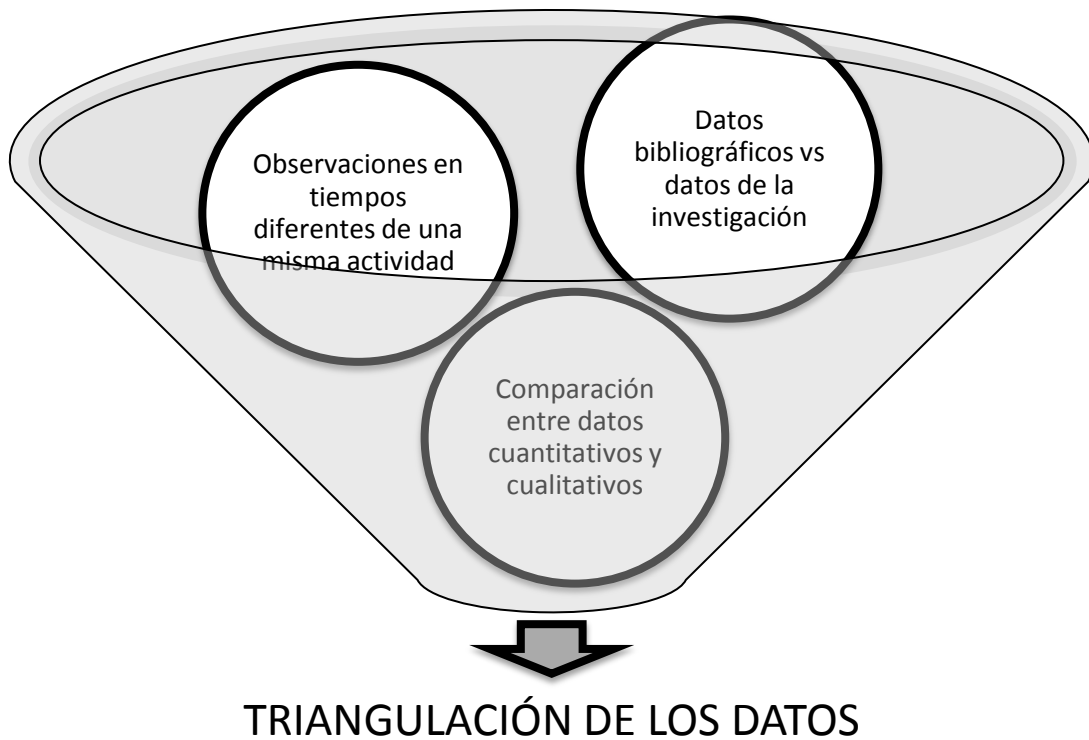 Observaciones en
tiempos
diferentes de una
misma actividad
Datos
bibliográficos vs
datos de la
investigación
Comparación
entre datos
cuantitativos y
cualitativos
TRIANGULACIÓN DE LOS DATOS